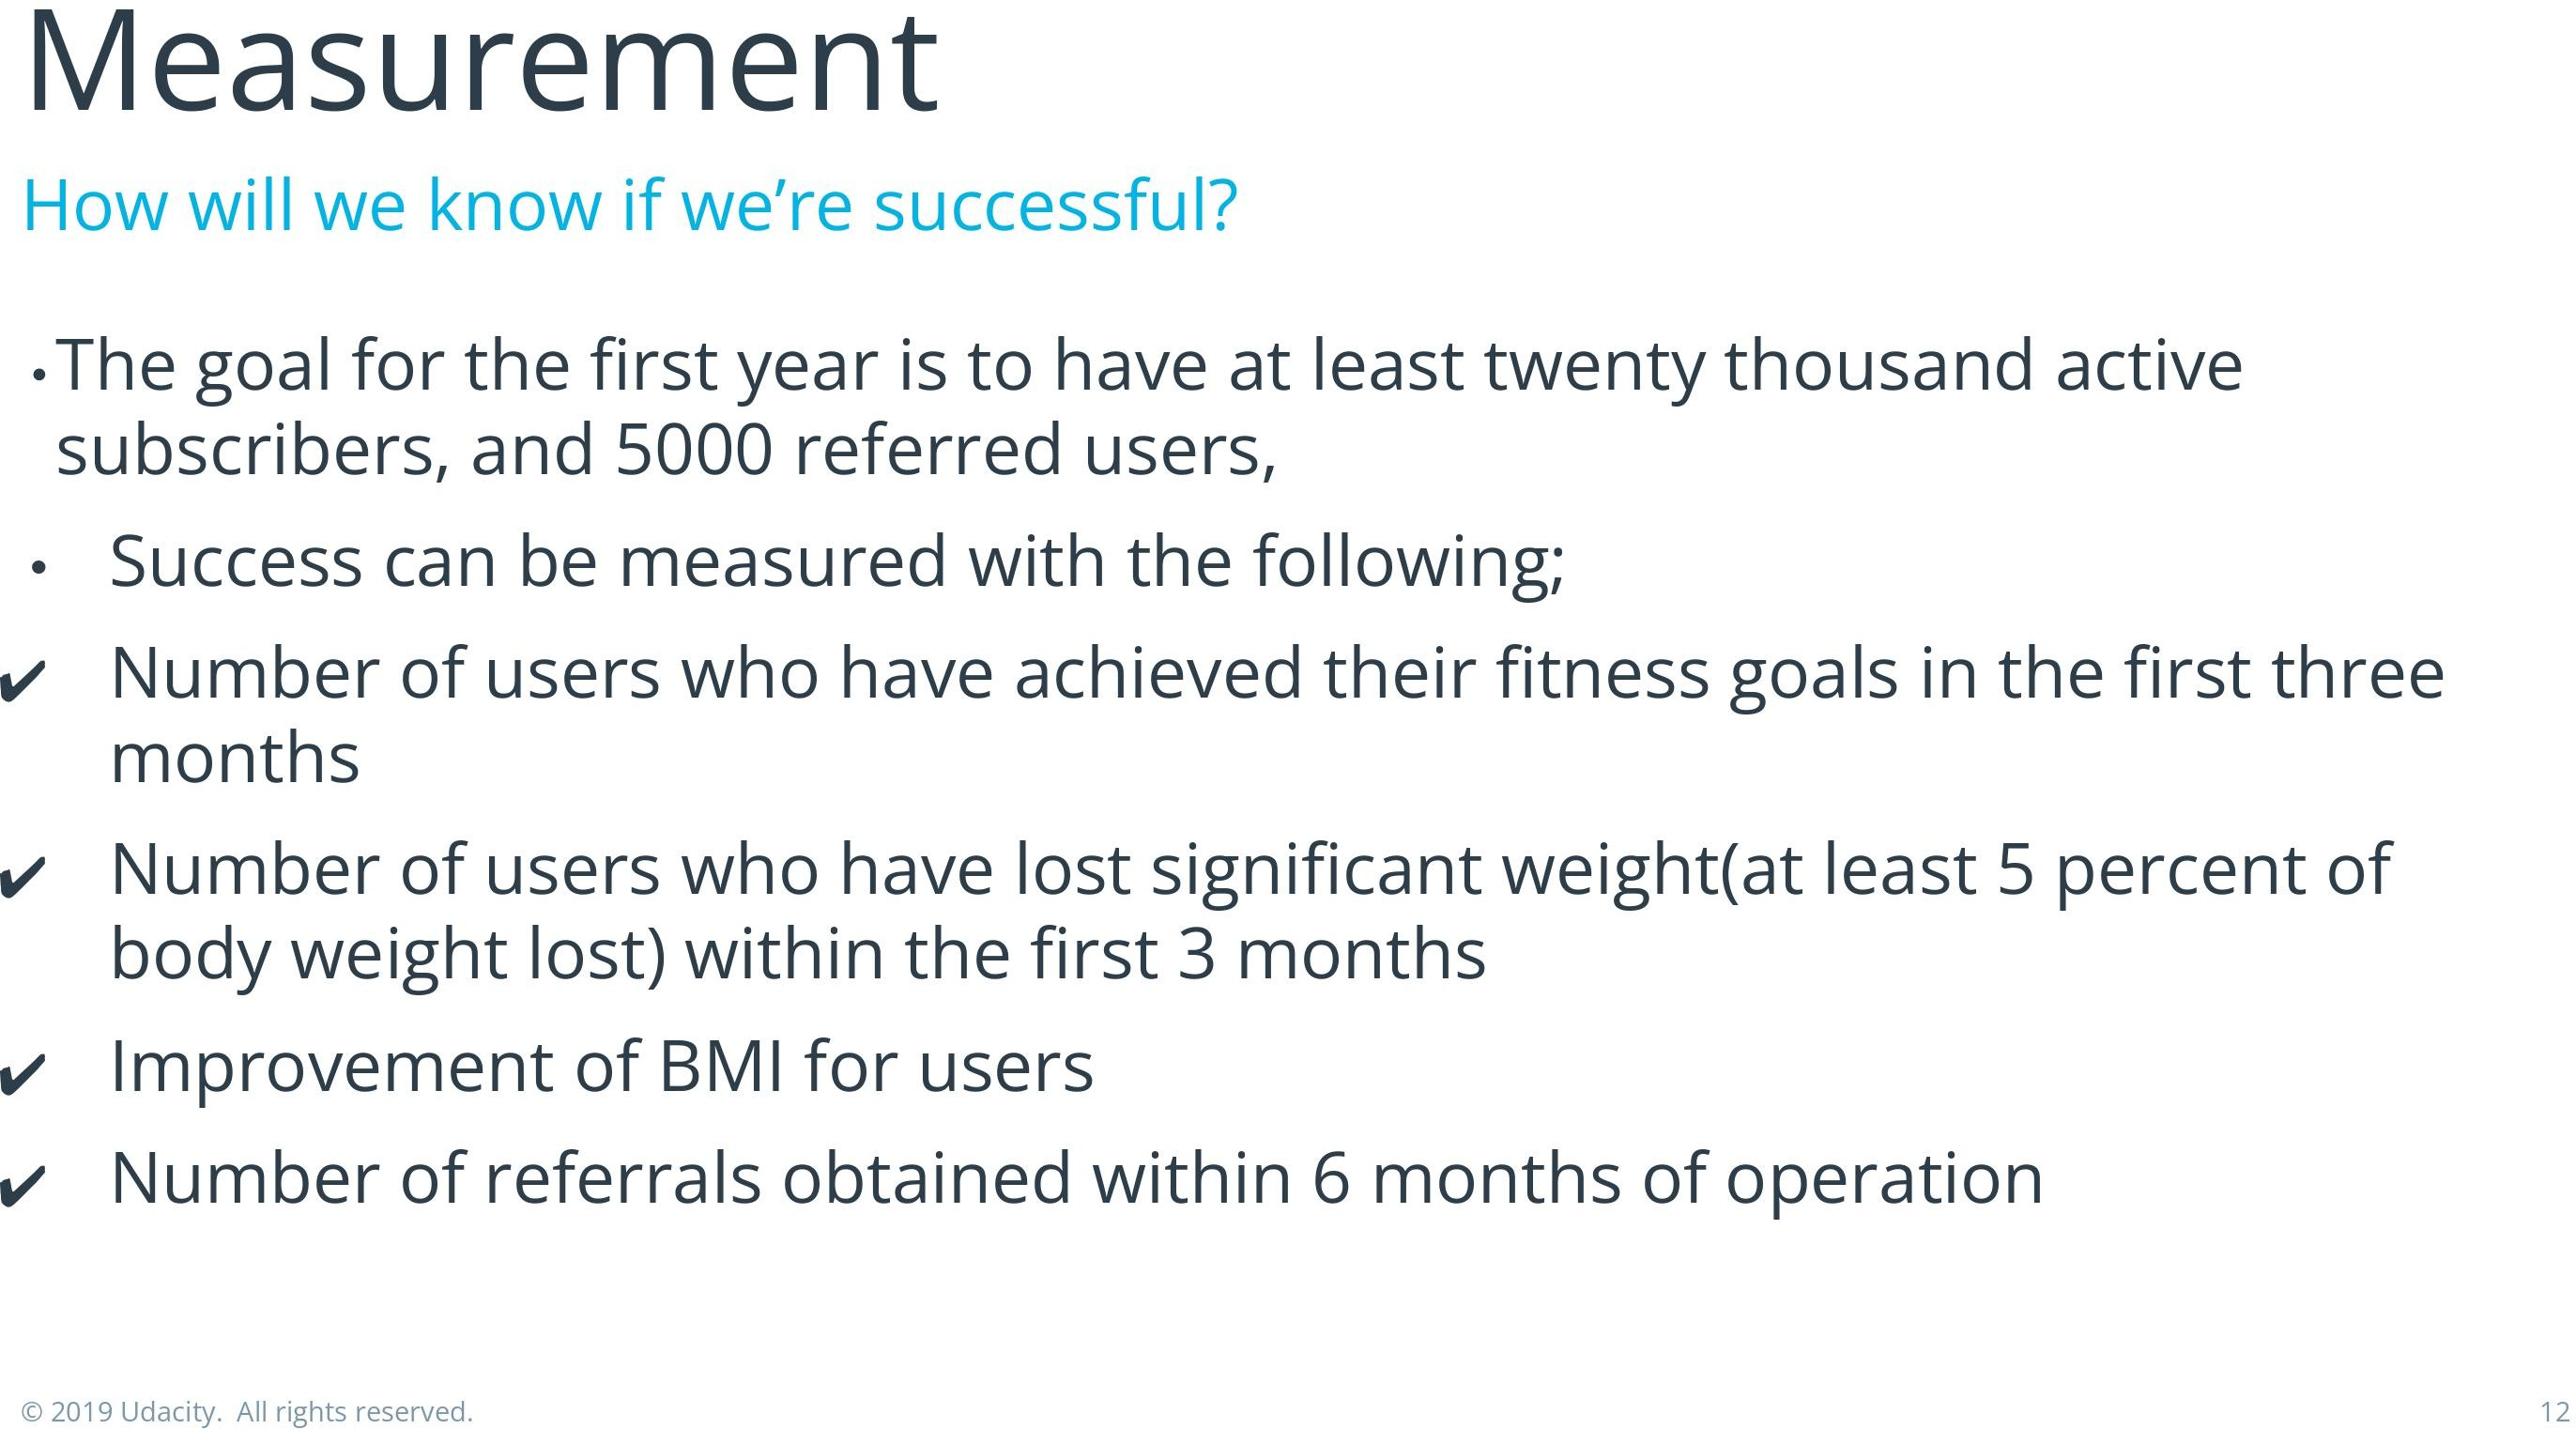 Measurement
How will we know if we’re successful?
• The goal for the first year is to have at least twenty thousand active
subscribers, and 5000 referred users,
• Success can be measured with the following;
✔ Number of users who have achieved their fitness goals in the first three
months
✔ Number of users who have lost significant weight(at least 5 percent of
body weight lost) within the first 3 months
✔ Improvement of BMI for users
✔ Number of referrals obtained within 6 months of operation
© 2019 Udacity.  All rights reserved.
12